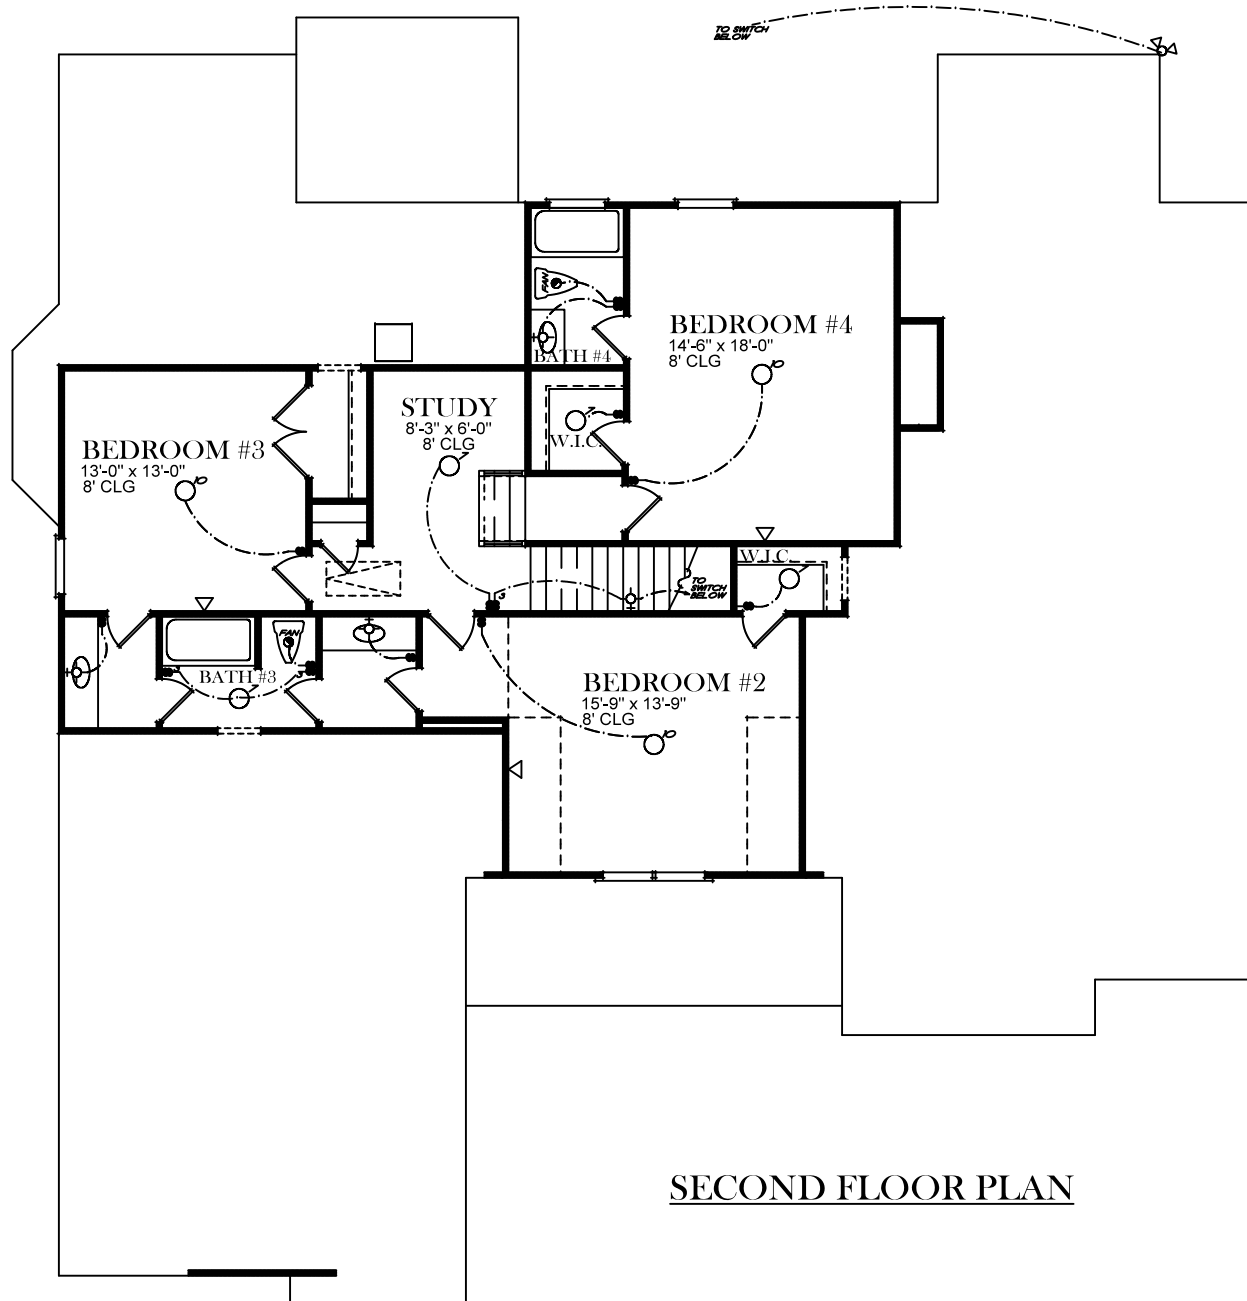 TO SWITCH
BELOW
FAN
BEDROOM #4
14'-6" x 18'-0"
8' CLG
BATH #4
STUDY
8'-3" x 6'-0"
8' CLG
W.I.C.
BEDROOM #3
13'-0" x 13'-0"
8' CLG
W.I.C.
TO
SWITCH
BELOW
3
FAN
3
3
BATH #3
BEDROOM #2
15'-9" x 13'-9"
8' CLG
SECOND FLOOR PLAN